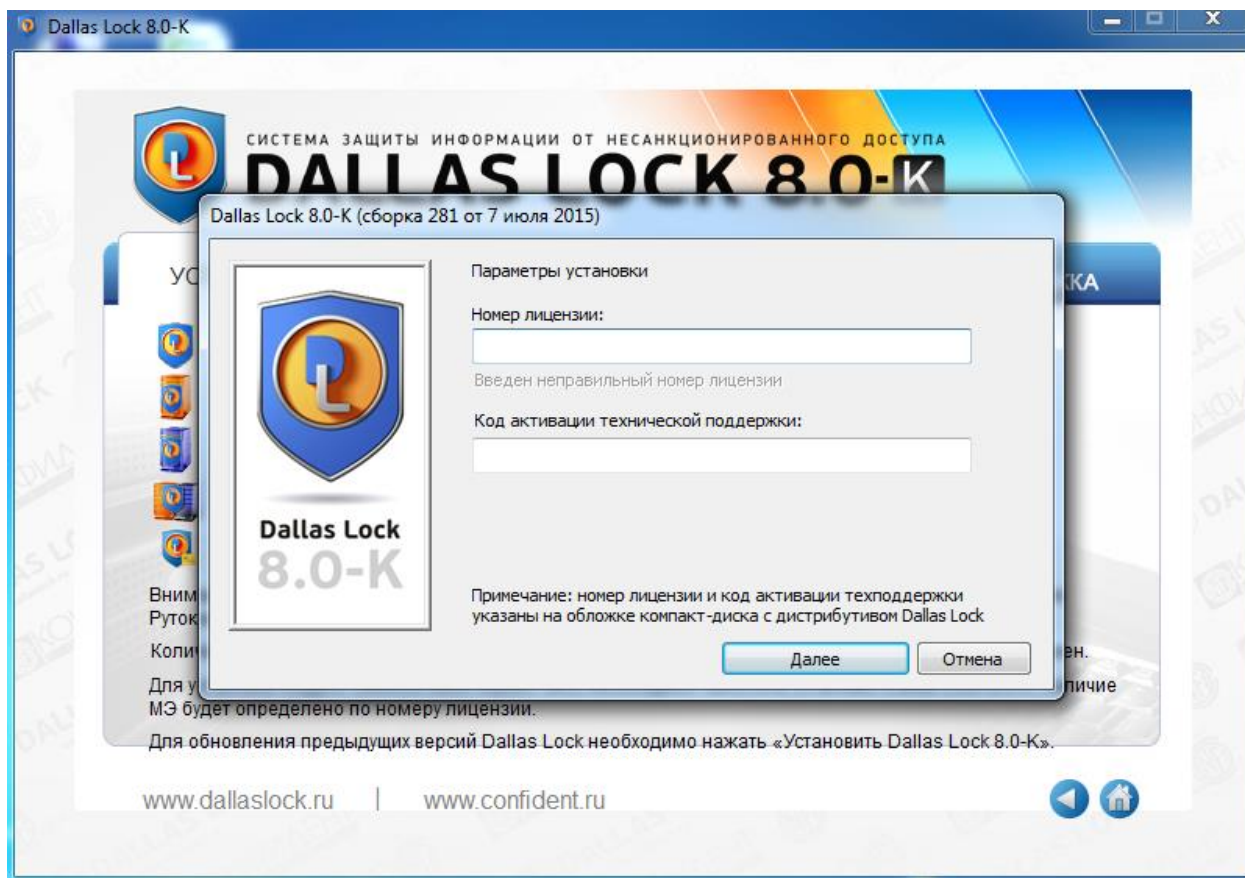 Dallas Lock 8.0-K
СИСТЕМА ЗАЩИТЫ ИНФОРМАЦИИ ОТ НЕСАНКЦИОНИРОВАННОГО ДОСТУПА
DALLAS LOCK 8.0-K
Dallas Lock 8.0-K (сборка 281 от 7 июля 2015)
Параметры установки
Номер лицензии:
Введен неправильный номер лицензии
Код активации технической поддержки:
Dallas Lock
8.0-K
Примечание: номер лицензии и код активации техподдержки
указаны на обложке компакт-диска с дистрибутивом Dallas Lock
Далее Отмена
МЭ будет определено по номеру лицензии.
Для обновления предыдущих версий Dallas Lock необходимо нажать «Установить Dallas Lock 8.0-K».
www.dallaslock.ru | www.confident.ru